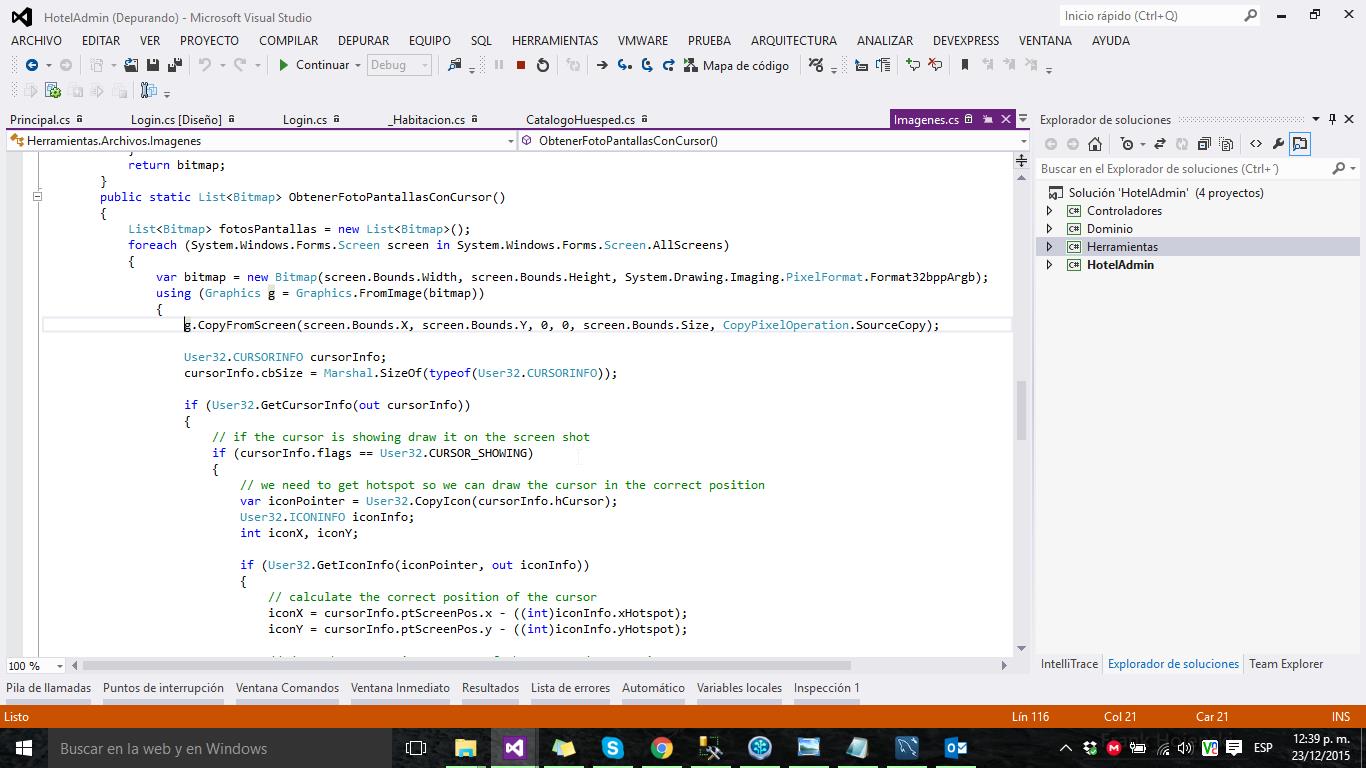 HotelAdmin (Depurando) - Microsoft Visual Studio
Inicio rápido (Ctrl+Q)
ARCHIVO EDITAR VER PROYECTO COMPILAR DEPURAR EQUIPO SQL HERRAMIENTAS VMWARE PRUEBA ARQUITECTURA ANALIZAR DEVEXPRESS VENTANA AYUDA
Continuar Debug Mapa de código
Principal.cs Login.cs [Diseño] Login.cs _Habitacion.cs CatalogoHuesped.cs Imagenes.cs
Herramientas.Archivos.Imagenes ObtenerFotoPantallasConCursor()
}
return bitmap;
}
public static List<Bitmap> ObtenerFotoPantallasConCursor()
{
List<Bitmap> fotosPantallas = new List<Bitmap>();
foreach (System.Windows.Forms.Screen screen in System.Windows.Forms.Screen.AllScreens)
{
var bitmap = new Bitmap(screen.Bounds.Width, screen.Bounds.Height, System.Drawing.Imaging.PixelFormat.Format32bppArgb);
using (Graphics g = Graphics.FromImage(bitmap))
{
g.CopyFromScreen(screen.Bounds.X, screen.Bounds.Y, 0, 0, screen.Bounds.Size, CopyPixelOperation.SourceCopy);
User32.CURSORINFO cursorInfo;
cursorInfo.cbSize = Marshal.SizeOf(typeof(User32.CURSORINFO));
if (User32.GetCursorInfo(out cursorInfo))
{
// if the cursor is showing draw it on the screen shot
if (cursorInfo.flags == User32.CURSOR_SHOWING)
{
// we need to get hotspot so we can draw the cursor in the correct position
var iconPointer = User32.CopyIcon(cursorInfo.hCursor);
User32.ICONINFO iconInfo;
int iconX, iconY;
if (User32.GetIconInfo(iconPointer, out iconInfo))
{
// calculate the correct position of the cursor
iconX = cursorInfo.ptScreenPos.x - ((int)iconInfo.xHotspot);
iconY = cursorInfo.ptScreenPos.y - ((int)iconInfo.yHotspot);
100 %
Explorador de soluciones
Buscar en el Explorador de soluciones (Ctrl+´)
Solución 'HotelAdmin' (4 proyectos)
C# Controladores
C# Dominio
C# Herramientas
C# HotelAdmin
IntelliTrace Explorador de soluciones Team Explorer
Pila de llamadas Puntos de interrupción Ventana Comandos Ventana Inmediato Resultados Lista de errores Automático Variables locales Inspección 1
Listo Lín 116 Col 21 Car 21 INS
Buscar en la web y en Windows
ESP
12:39 p. m.
23/12/2015